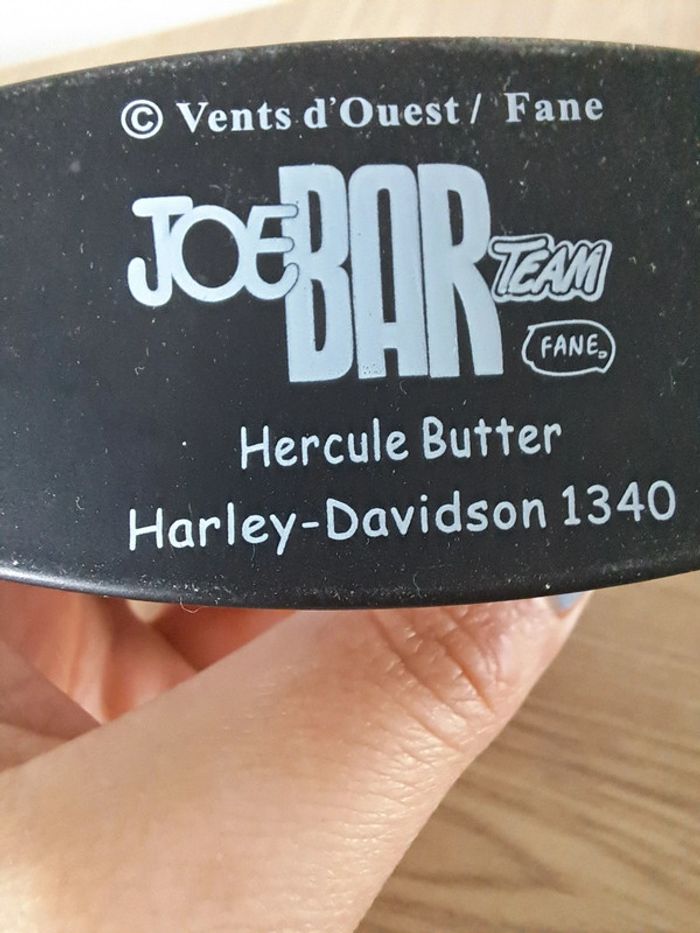 © Vents d'Ouest / Fane
JOE BAR TEAM
FANE.
Hercule Butter
Harley-Davidson 1340